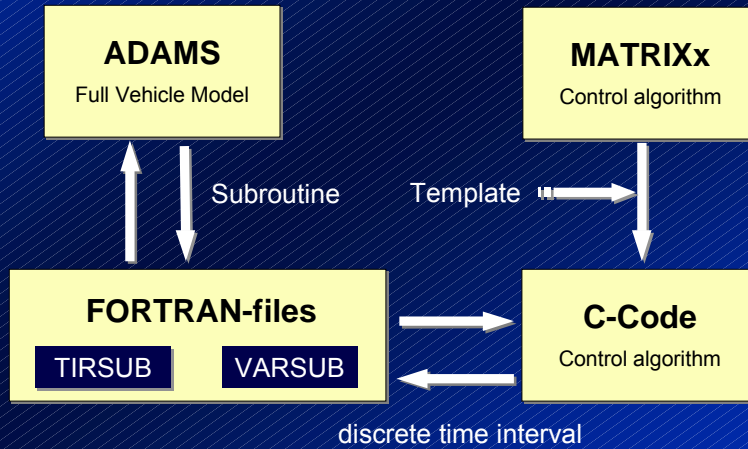 ADAMS
Full Vehicle Model
MATRIXx
Control algorithm
Subroutine
Template
FORTRAN-files
TIRSUB
VARSUB
C-Code
Control algorithm
discrete time interval